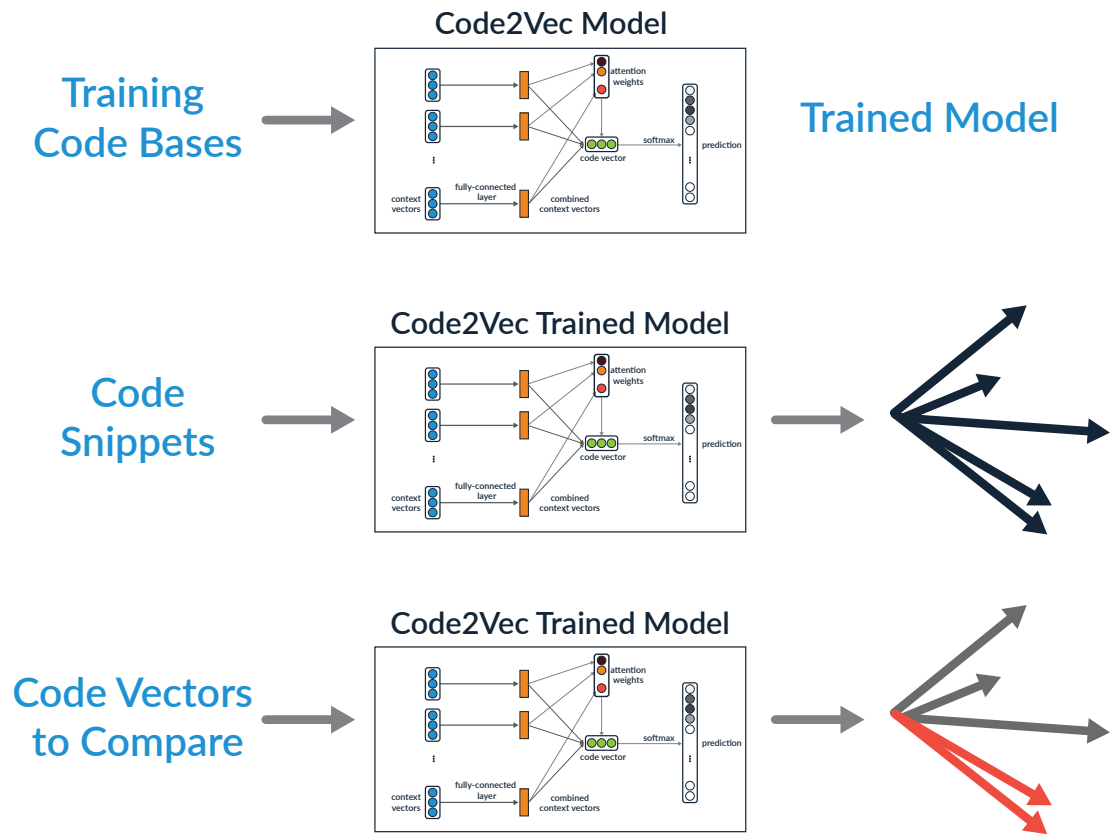 Code2Vec Model
Training
Code Bases
attention
weights
softmax
prediction
code vector
fully-connected
layer
context
vectors
combined
context vectors
Trained Model
Code2Vec Trained Model
Code
Snippets
attention
weights
softmax
prediction
code vector
fully-connected
layer
context
vectors
combined
context vectors
Code2Vec Trained Model
Code Vectors
to Compare
attention
weights
softmax
prediction
code vector
fully-connected
layer
context
vectors
combined
context vectors